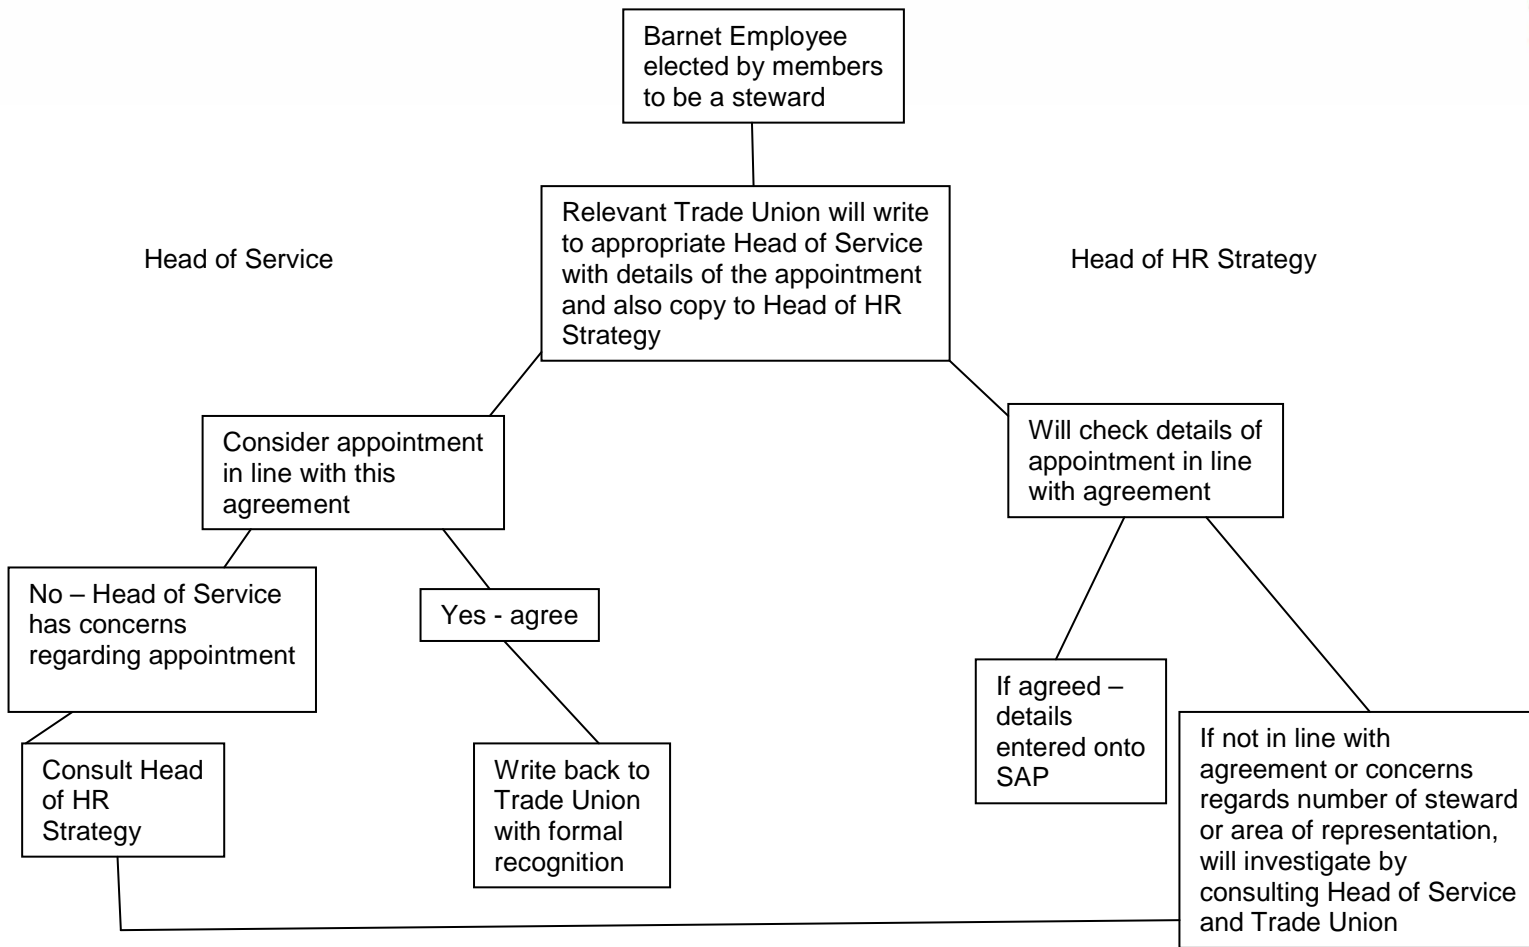 Barnet Employee
elected by members
to be a steward
Relevant Trade Union will write
to appropriate Head of Service
with details of the appointment
and also copy to Head of HR
Strategy
Head of Service
Head of HR Strategy
Consider appointment
in line with this
agreement
Will check details of
appointment in line
with agreement
No – Head of Service
has concerns
regarding appointment
Yes - agree
If agreed –
details
entered onto
SAP
Consult Head
of HR
Strategy
Write back to
Trade Union
with formal
recognition
If not in line with
agreement or concerns
regards number of steward
or area of representation,
will investigate by
consulting Head of Service
and Trade Union